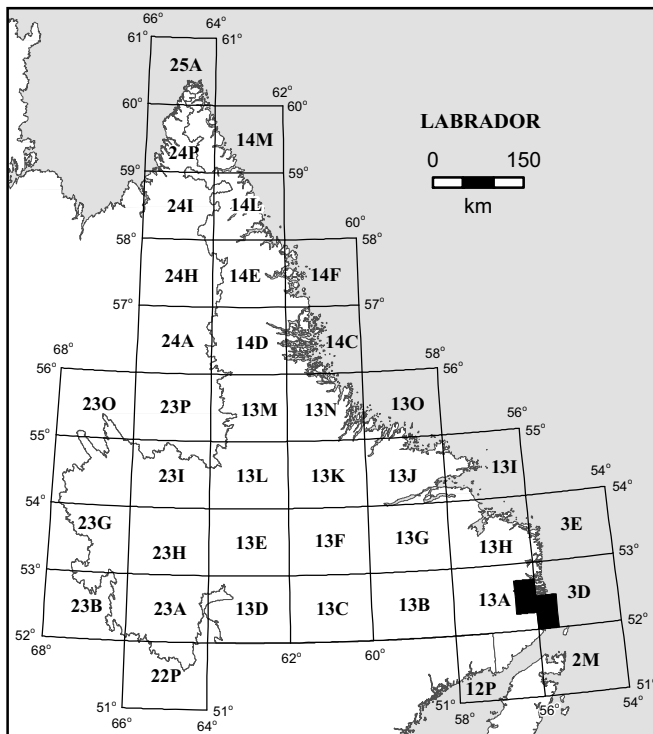 66° 64°
61° 61°
25A
62°
60° 60°
14M
LABRADOR
0 150
km
24P
59° 59°
24I 14L
60°
58° 58°
24H 14E 14F
57° 57°
24A 14D 14C
68° 58°
56° 56°
23O 23P 13M 13N 13O
56°
55° 55°
23I 13L 13K 13J 13I
54° 54°
54°
23G 23H 13E 13F 13G 13H 3E
53° 53°
23B 23A 13D 13C 13B 13A 3D
52° 52°
68° 62° 60°
22P 2M
12P
51° 51° 51° 51°
66° 64° 58° 56° 54°